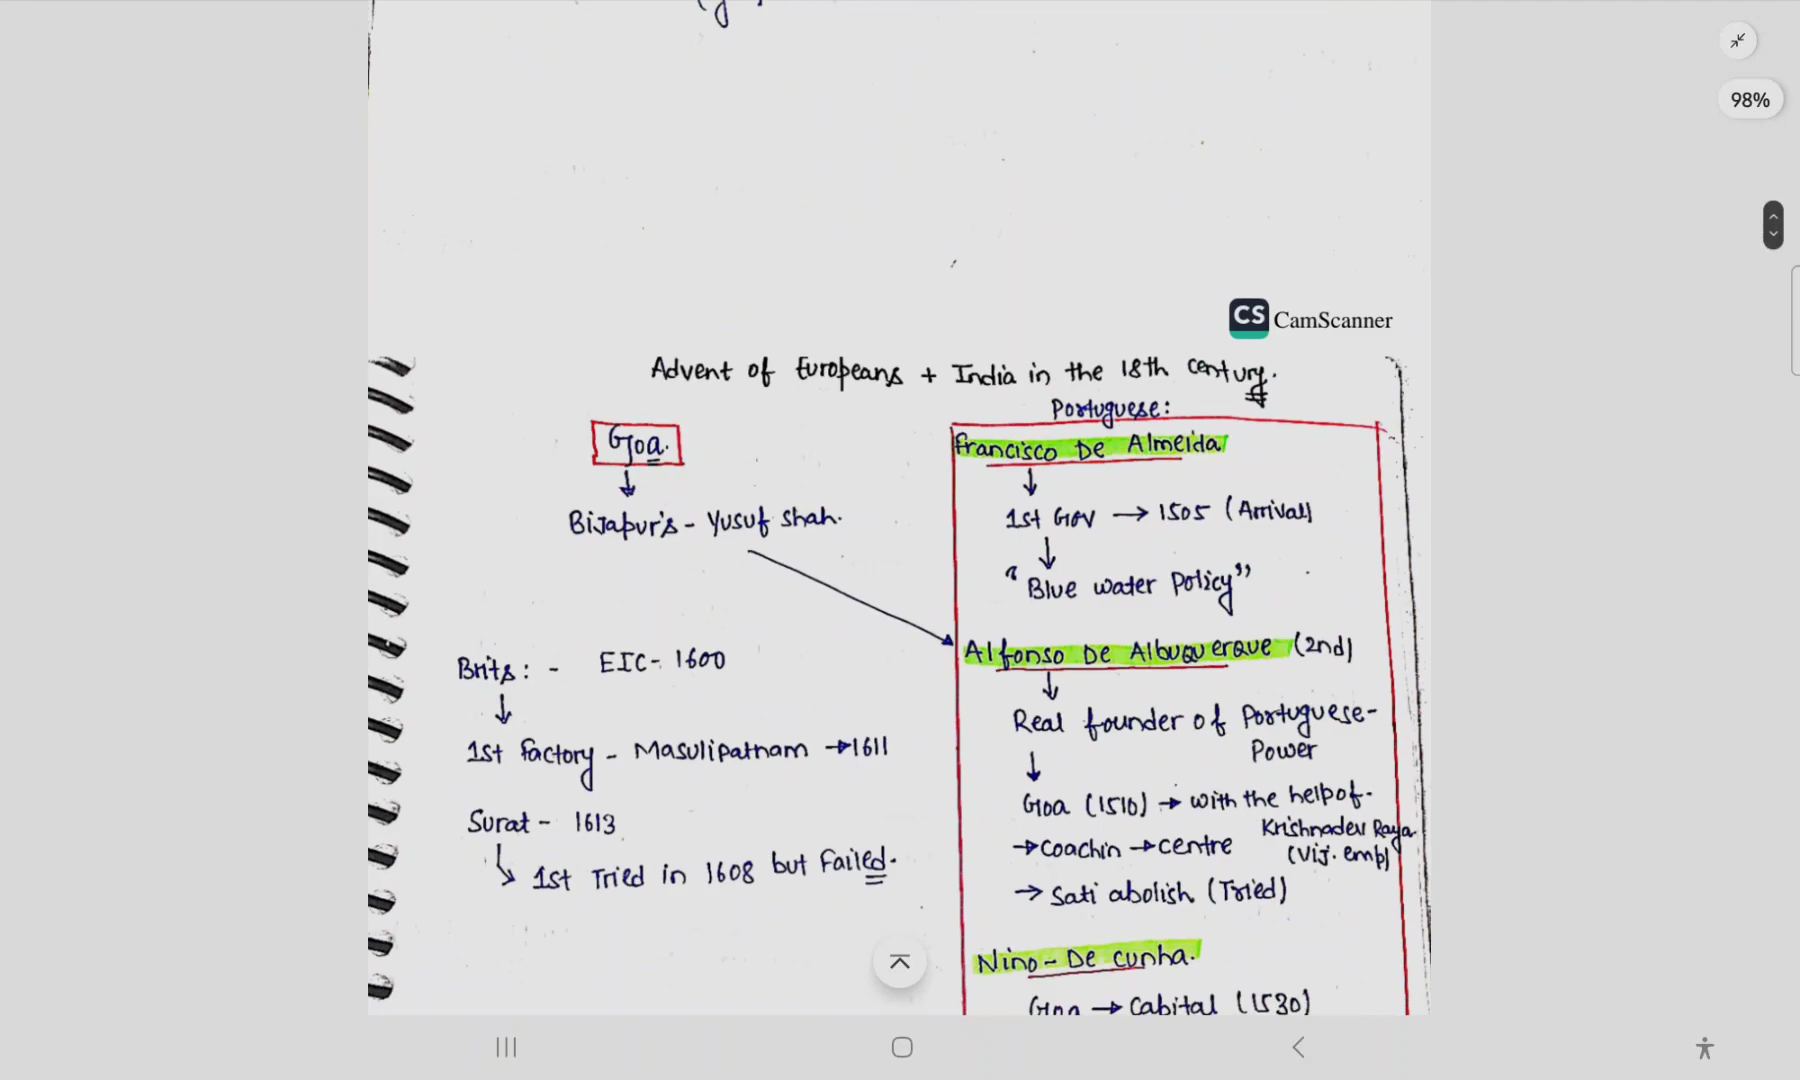 98%
CS CamScanner
Advent of Europeans + India in the 18th century.
Portuguese:
Goa.
Bijapur's - Yusuf Shah.
Brits: - EIC - 1600
1st factory - Masulipatnam → 1611
Surat - 1613
1st Tried in 1608 but Failed.
Francisco De Almeida
1st Gov → 1505 (Arrival)
"Blue water Policy"
Alfonso De Albuquerque (2nd)
Real founder of Portuguese-
Power
Goa (1510) → with the help of.
Krishnadev Raya
(Vij. emp)
→ Coachin → centre
→ Sati abolish (Tried)
Nino - De Cunha.
Goa → Capital (1530)